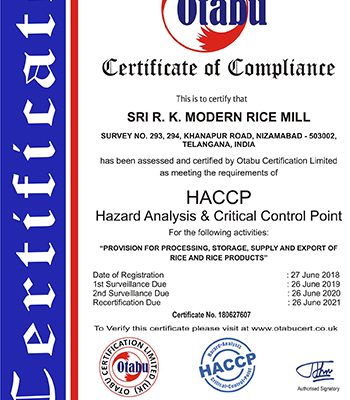 Otabu
Certificate of Compliance
This is to certify that
SRI R. K. MODERN RICE MILL
SURVEY NO. 293, 294, KHANAPUR ROAD, NIZAMABAD - 503002,
TELANGANA, INDIA
has been assessed and certified by Otabu Certification Limited
as meeting the requirements of
HACCP
Hazard Analysis & Critical Control Point
For the following activities:
"PROVISION FOR PROCESSING, STORAGE, SUPPLY AND EXPORT OF
RICE AND RICE PRODUCTS"
Date of Registration : 27 June 2018
1st Surveillance Due : 26 June 2019
2nd Surveillance Due : 26 June 2020
Recertification Due : 26 June 2021
Certificate No. 180627607
To Verify this certificate please visit at www.otabucert.co.uk
OTABU CERTIFICATION LIMITED (UK)
Otabu
Hazard-Analysis
HACCP
Critical-Control-Point
Authorised Signatory
Certificat